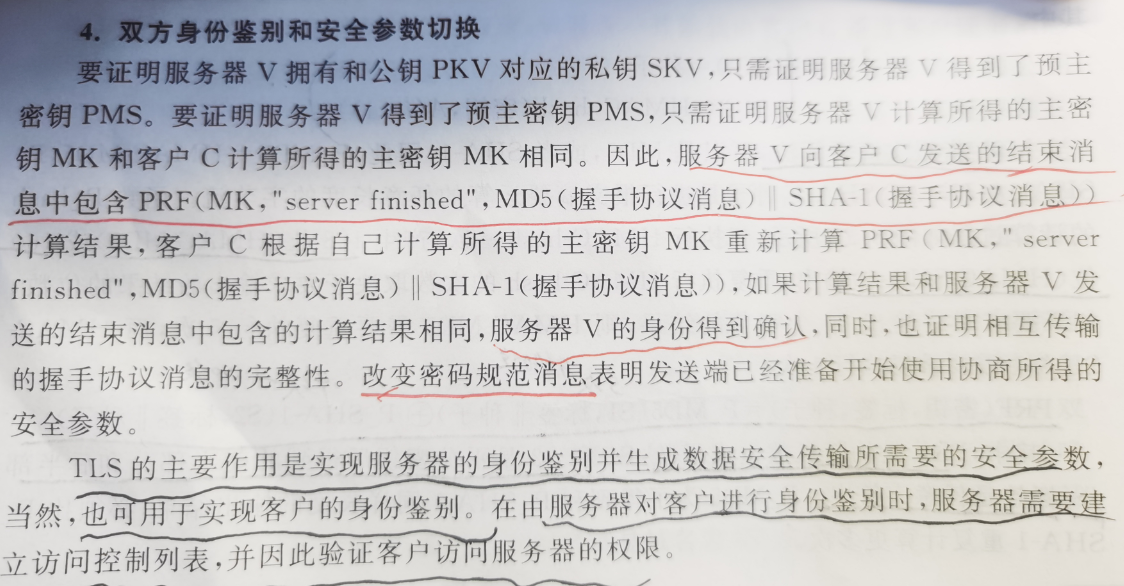 4. 双方身份鉴别和安全参数切换
要证明服务器 V 拥有和公钥 PKV 对应的私钥 SKV,只需证明服务器 V 得到了预主
密钥 PMS。要证明服务器 V 得到了预主密钥 PMS,只需证明服务器 V 计算所得的主密
钥 MK 和客户 C 计算所得的主密钥 MK 相同。因此,服务器 V 向客户 C 发送的结束消
息中包含 PRF(MK,"server finished",MD5(握手协议消息)‖SHA-1(握手协议消息))
计算结果,客户 C 根据自己计算所得的主密钥 MK 重新计算 PRF(MK,"server
finished",MD5(握手协议消息)‖SHA-1(握手协议消息)),如果计算结果和服务器 V 发
送的结束消息中包含的计算结果相同,服务器 V 的身份得到确认,同时,也证明相互传输
的握手协议消息的完整性。改变密码规范消息表明发送端已经准备开始使用协商所得的
安全参数。
TLS 的主要作用是实现服务器的身份鉴别并生成数据安全传输所需要的安全参数,
当然,也可用于实现客户的身份鉴别。在由服务器对客户进行身份鉴别时,服务器需要建
立访问控制列表,并因此验证客户访问服务器的权限。